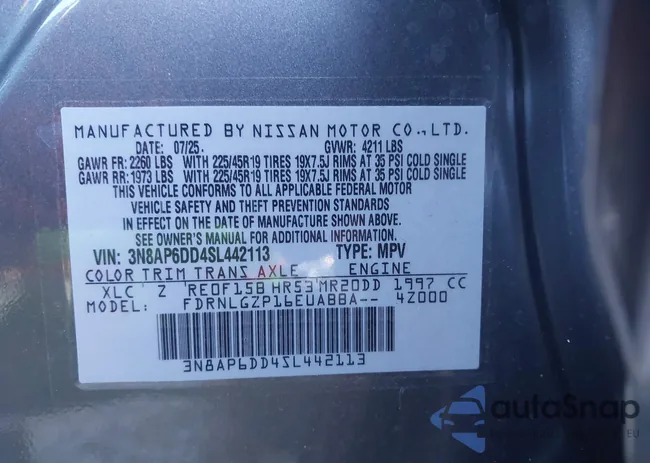 MANUFACTURED BY NISSAN MOTOR CO.,LTD.
DATE: 07/25. GVWR: 4211 LBS
GAWR FR: 2260 LBS WITH 225/45R19 TIRES 19X7.5J RIMS AT 35 PSI COLD SINGLE
GAWR RR: 1973 LBS WITH 225/45R19 TIRES 19X7.5J RIMS AT 35 PSI COLD SINGLE
THIS VEHICLE CONFORMS TO ALL APPLICABLE FEDERAL MOTOR
VEHICLE SAFETY AND THEFT PREVENTION STANDARDS
IN EFFECT ON THE DATE OF MANUFACTURE SHOWN ABOVE.
SEE OWNER'S MANUAL FOR ADDITIONAL INFORMATION.
VIN: 3N8AP6DD4SL442113 TYPE: MPV
COLOR TRIM TRANS AXLE ENGINE
XLC Z RE0F15B HR53 MR20DD 1997 CC
MODEL: FDRNLGZP16EUABBA-- 4Z000
3N8AP6DD4SL442113
autoSnap